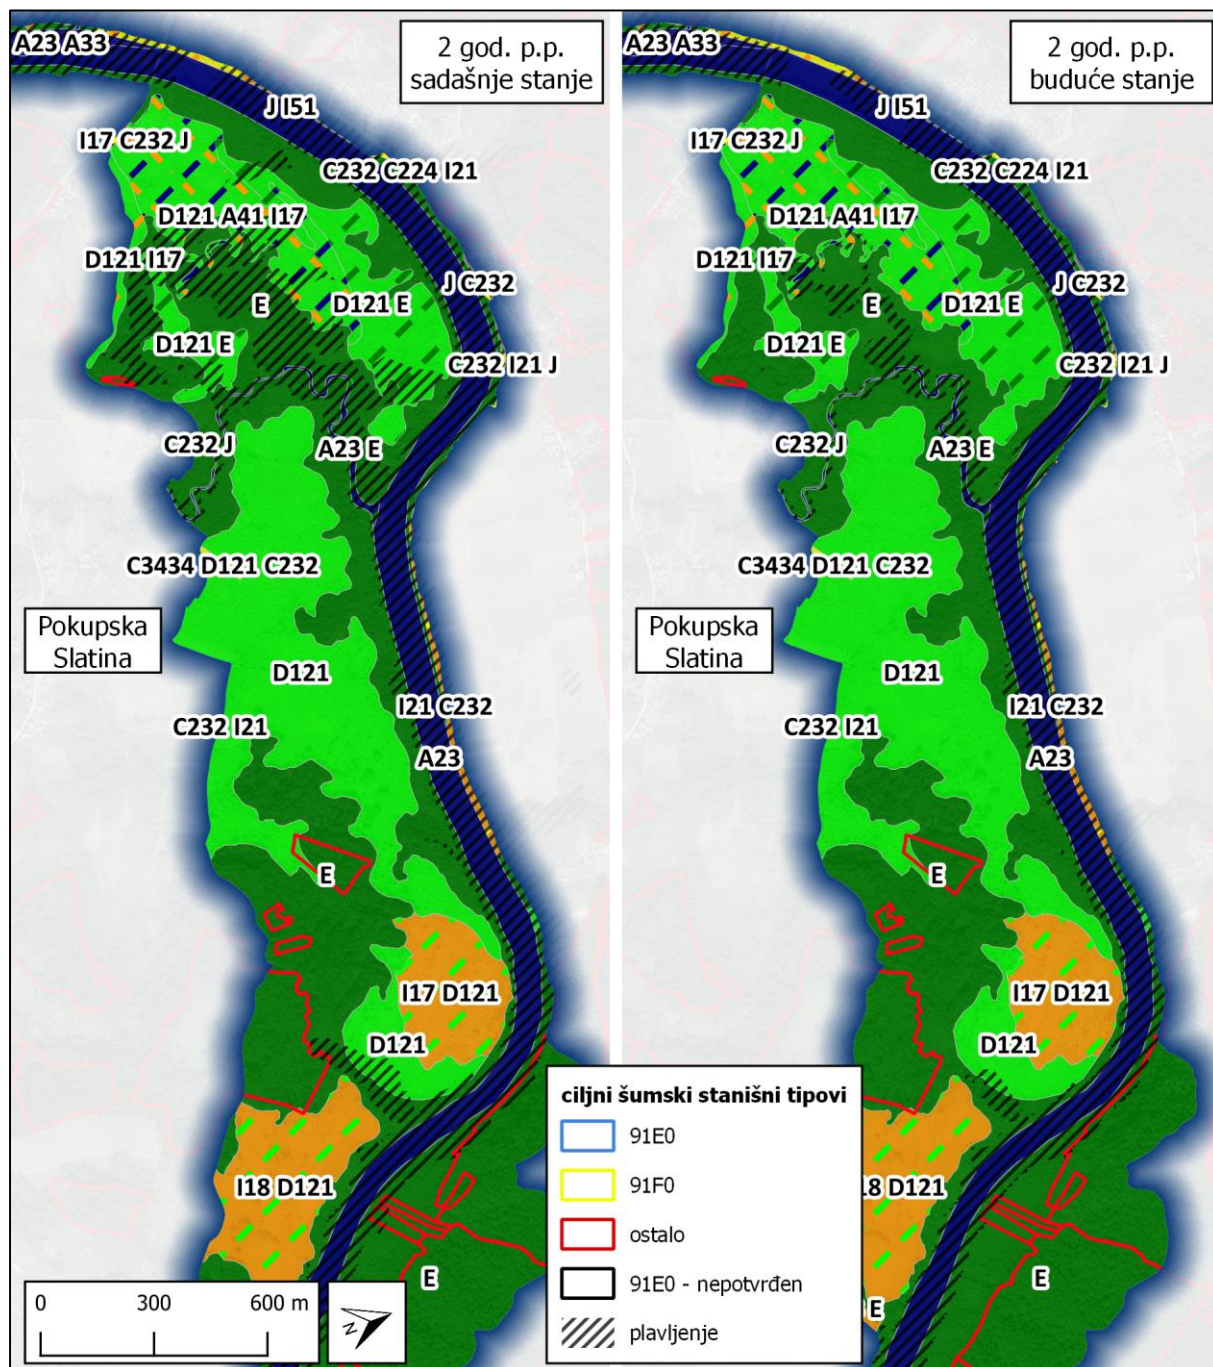 2 god. p.p.
sadašnje stanje
A23 A33
J I51
I17 C232 J
C232 C224 I21
D121 A41 I17
D121 I17
J C232
E
D121 E
D121 E
C232 I21 J
C232 J
A23 E
C3434 D121 C232
Pokupska
Slatina
D121
I21 C232
C232 I21
A23
E
I17 D121
D121
I18 D121
E
0 300 600 m
N
2 god. p.p.
buduće stanje
A23 A33
J I51
I17 C232 J
C232 C224 I21
D121 A41 I17
D121 I17
J C232
E
D121 E
D121 E
C232 I21 J
C232 J
A23 E
C3434 D121 C232
Pokupska
Slatina
D121
I21 C232
C232 I21
A23
E
I17 D121
D121
18 D121
E
E
ciljni šumski stanišni tipovi
91E0
91F0
ostalo
91E0 - nepotvrđen
plavljenje